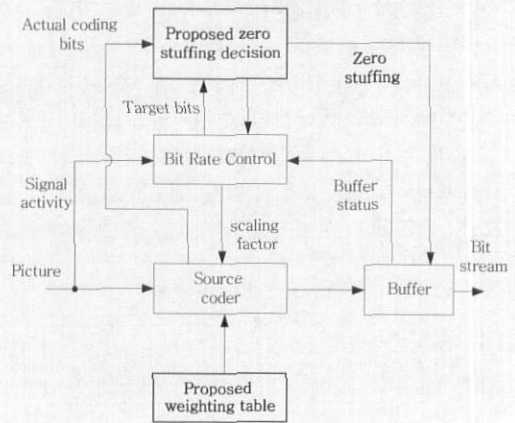 Actual coding
bits
Proposed zero
stuffing decision
Zero
stuffing
Target bits
Bit Rate Control
Signal
activity
Buffer
status
scaling
factor
Bit
stream
Picture
Source
coder
Buffer
Proposed
weighting table